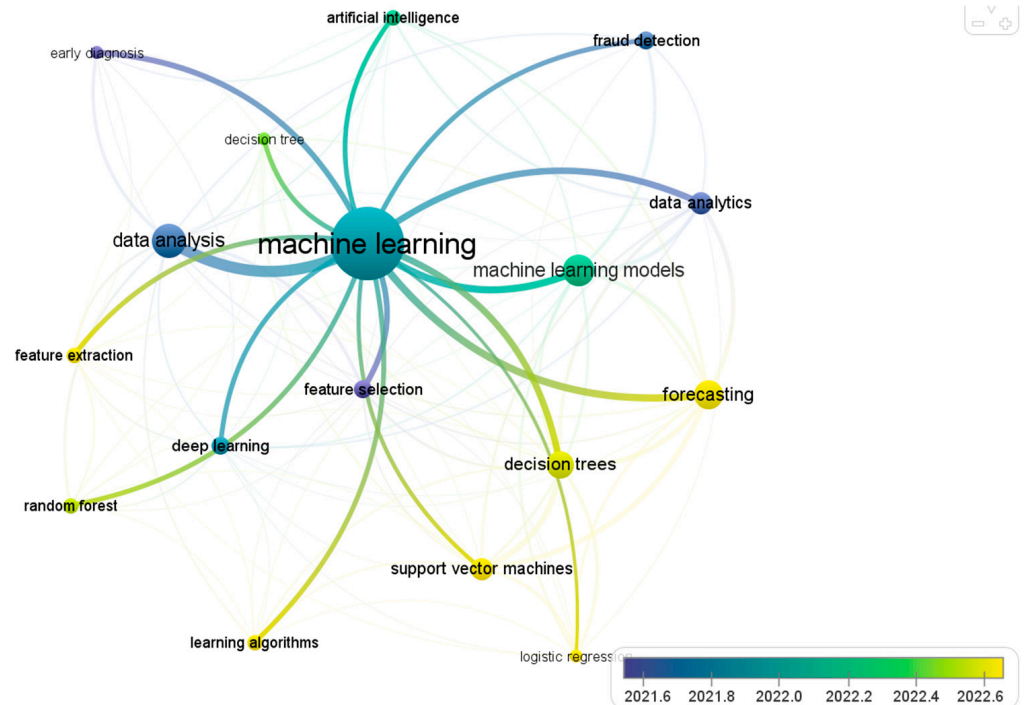 artificial intelligence
fraud detection
early diagnosis
decision tree
data analytics
data analysis
machine learning
machine learning models
feature extraction
feature selection
forecasting
deep learning
decision trees
random forest
support vector machines
learning algorithms
logistic regression
2021.6 2021.8 2022.0 2022.2 2022.4 2022.6